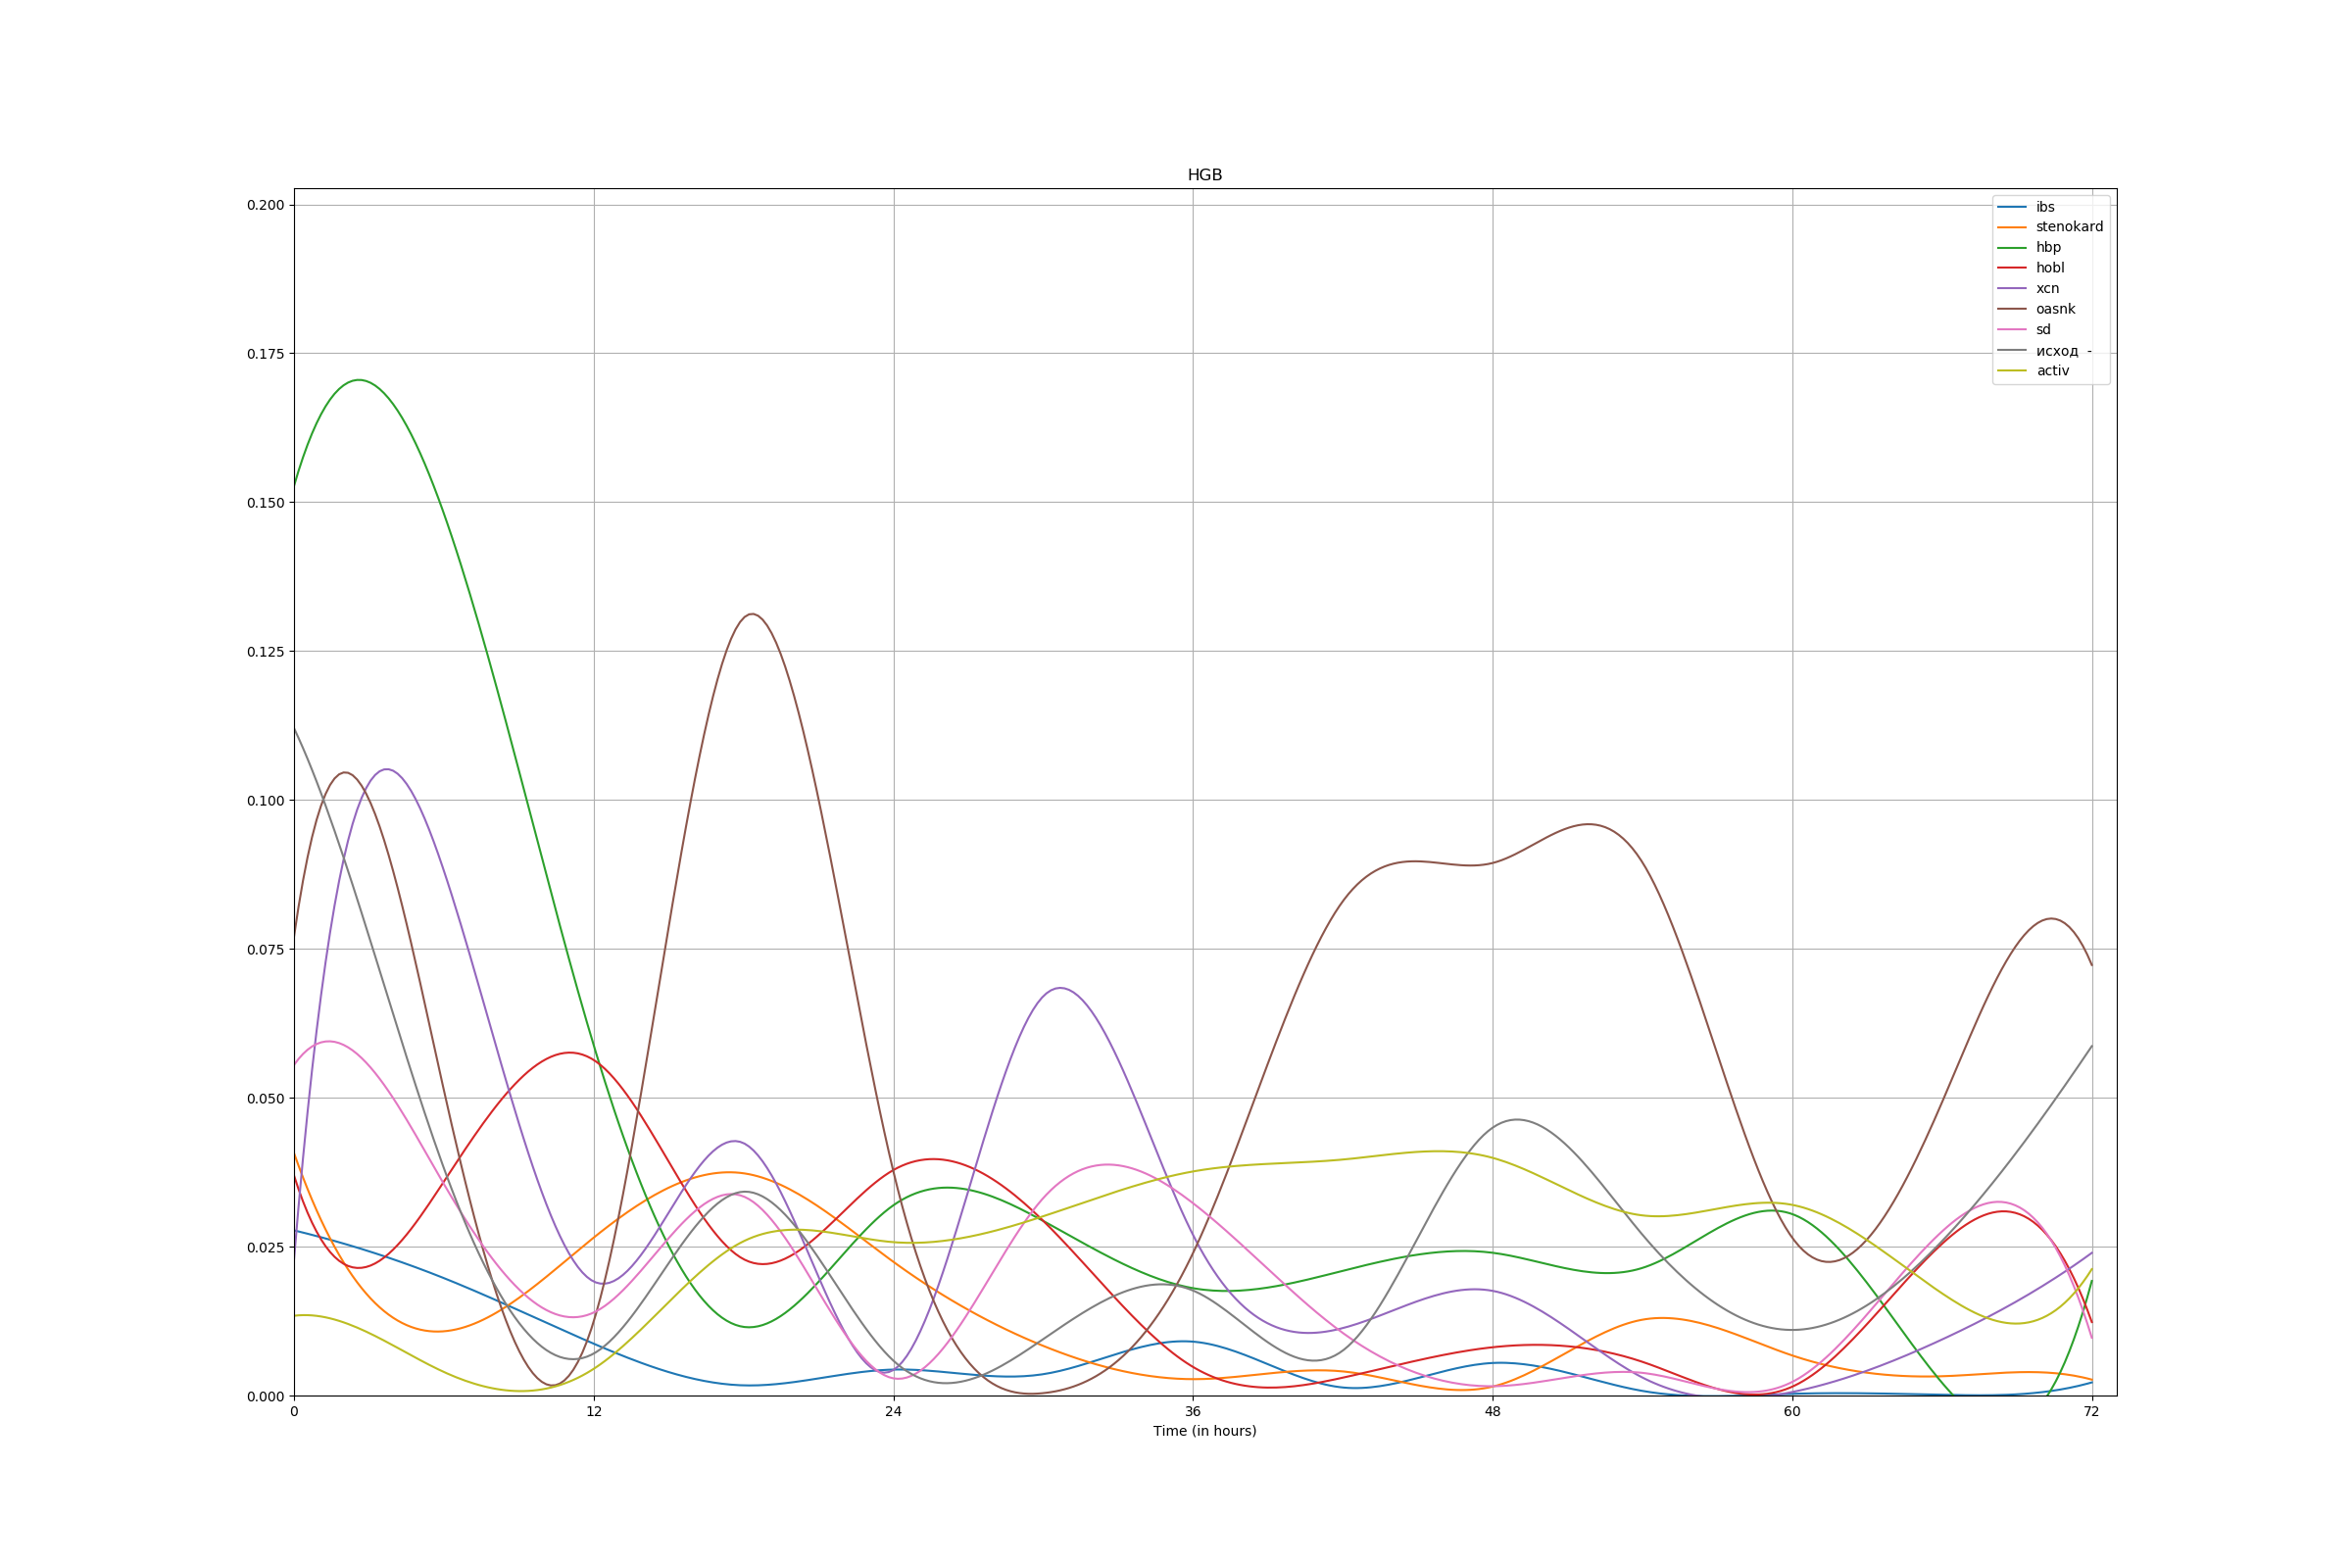 HGB
0.200
0.175
0.150
0.125
0.100
0.075
0.050
0.025
0.000
ibs
stenokard
hbp
hobl
xcn
oasnk
sd
исход -
activ
0 12 24 36 48 60 72
Time (in hours)